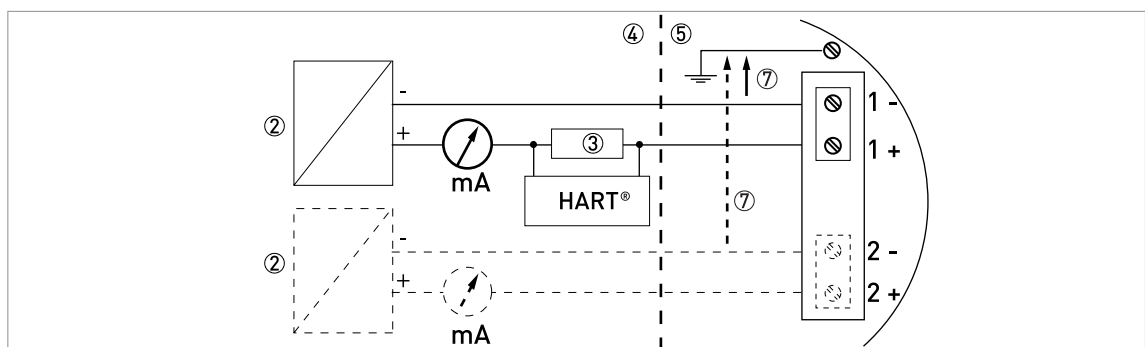 ④ ⑤
⑦
② - 1 -
+ ③ 1 +
mA
HART®
⑦
② - 2 -
+ 2 +
mA